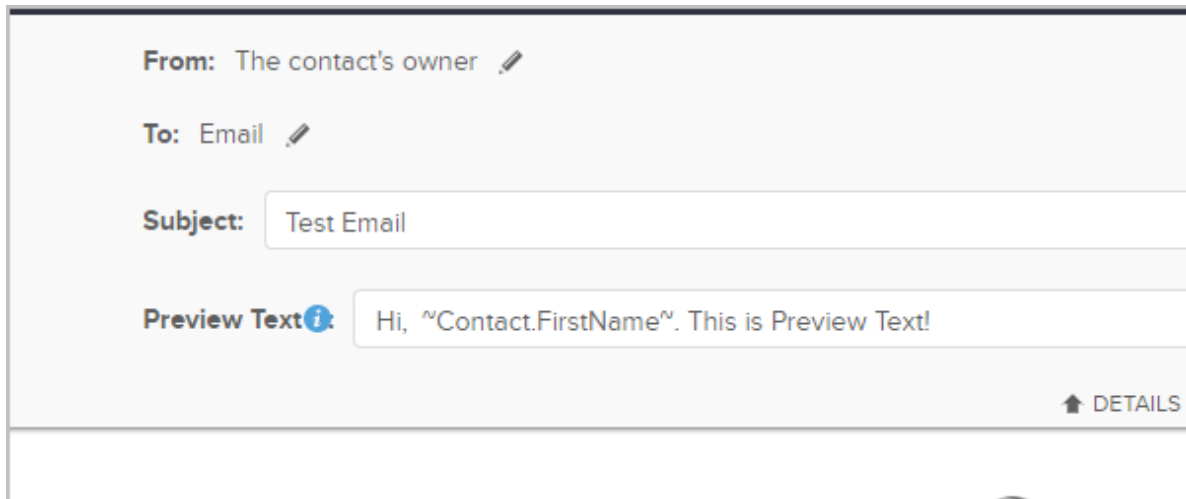 From: The contact's owner
To: Email
Subject: Test Email
Preview Text i: Hi, ~Contact.FirstName~. This is Preview Text!
DETAILS